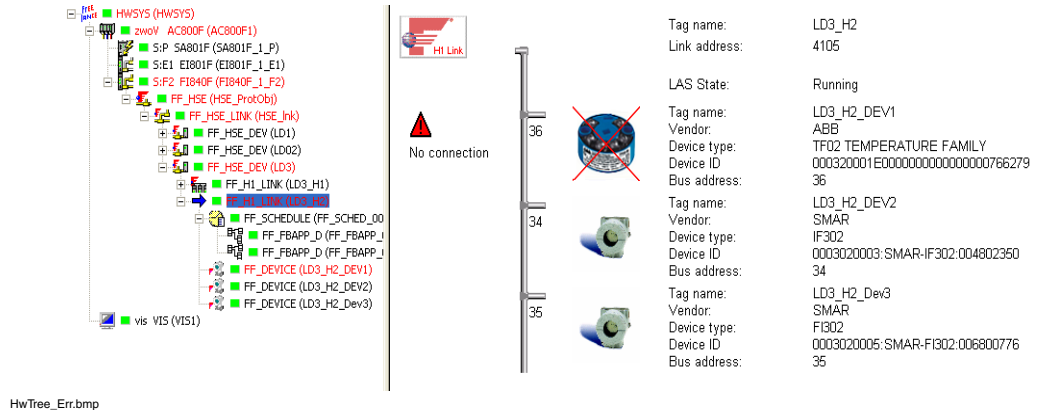 HWSYS (HWSYS)
zwoV AC800F (AC800F1)
S:P SA801F (SA801F_1_P)
S:E1 EI801F (EI801F_1_E1)
S:F2 FI840F (FI840F_1_F2)
FF_HSE (HSE_ProtObj)
FF_HSE_LINK (HSE_lnk)
FF_HSE_DEV (LD1)
FF_HSE_DEV (LD02)
FF_HSE_DEV (LD3)
FF_H1_LINK (LD3_H1)
FF_H1_LINK (LD3_H2)
FF_SCHEDULE (FF_SCHED_00
FF_FBAPP_D (FF_FBAPP_
FF_FBAPP_D (FF_FBAPP_
FF_DEVICE (LD3_H2_DEV1)
FF_DEVICE (LD3_H2_DEV2)
FF_DEVICE (LD3_H2_Dev3)
vis VIS (VIS1)
H1 Link
No connection
Tag name: LD3_H2
Link address: 4105
LAS State: Running
36
Tag name: LD3_H2_DEV1
Vendor: ABB
Device type: TF02 TEMPERATURE FAMILY
Device ID 000320001E0000000000000000766279
Bus address: 36
34
Tag name: LD3_H2_DEV2
Vendor: SMAR
Device type: IF302
Device ID 0003020003:SMAR-IF302:004802350
Bus address: 34
35
Tag name: LD3_H2_Dev3
Vendor: SMAR
Device type: FI302
Device ID 0003020005:SMAR-FI302:006800776
Bus address: 35
HwTree_Err.bmp